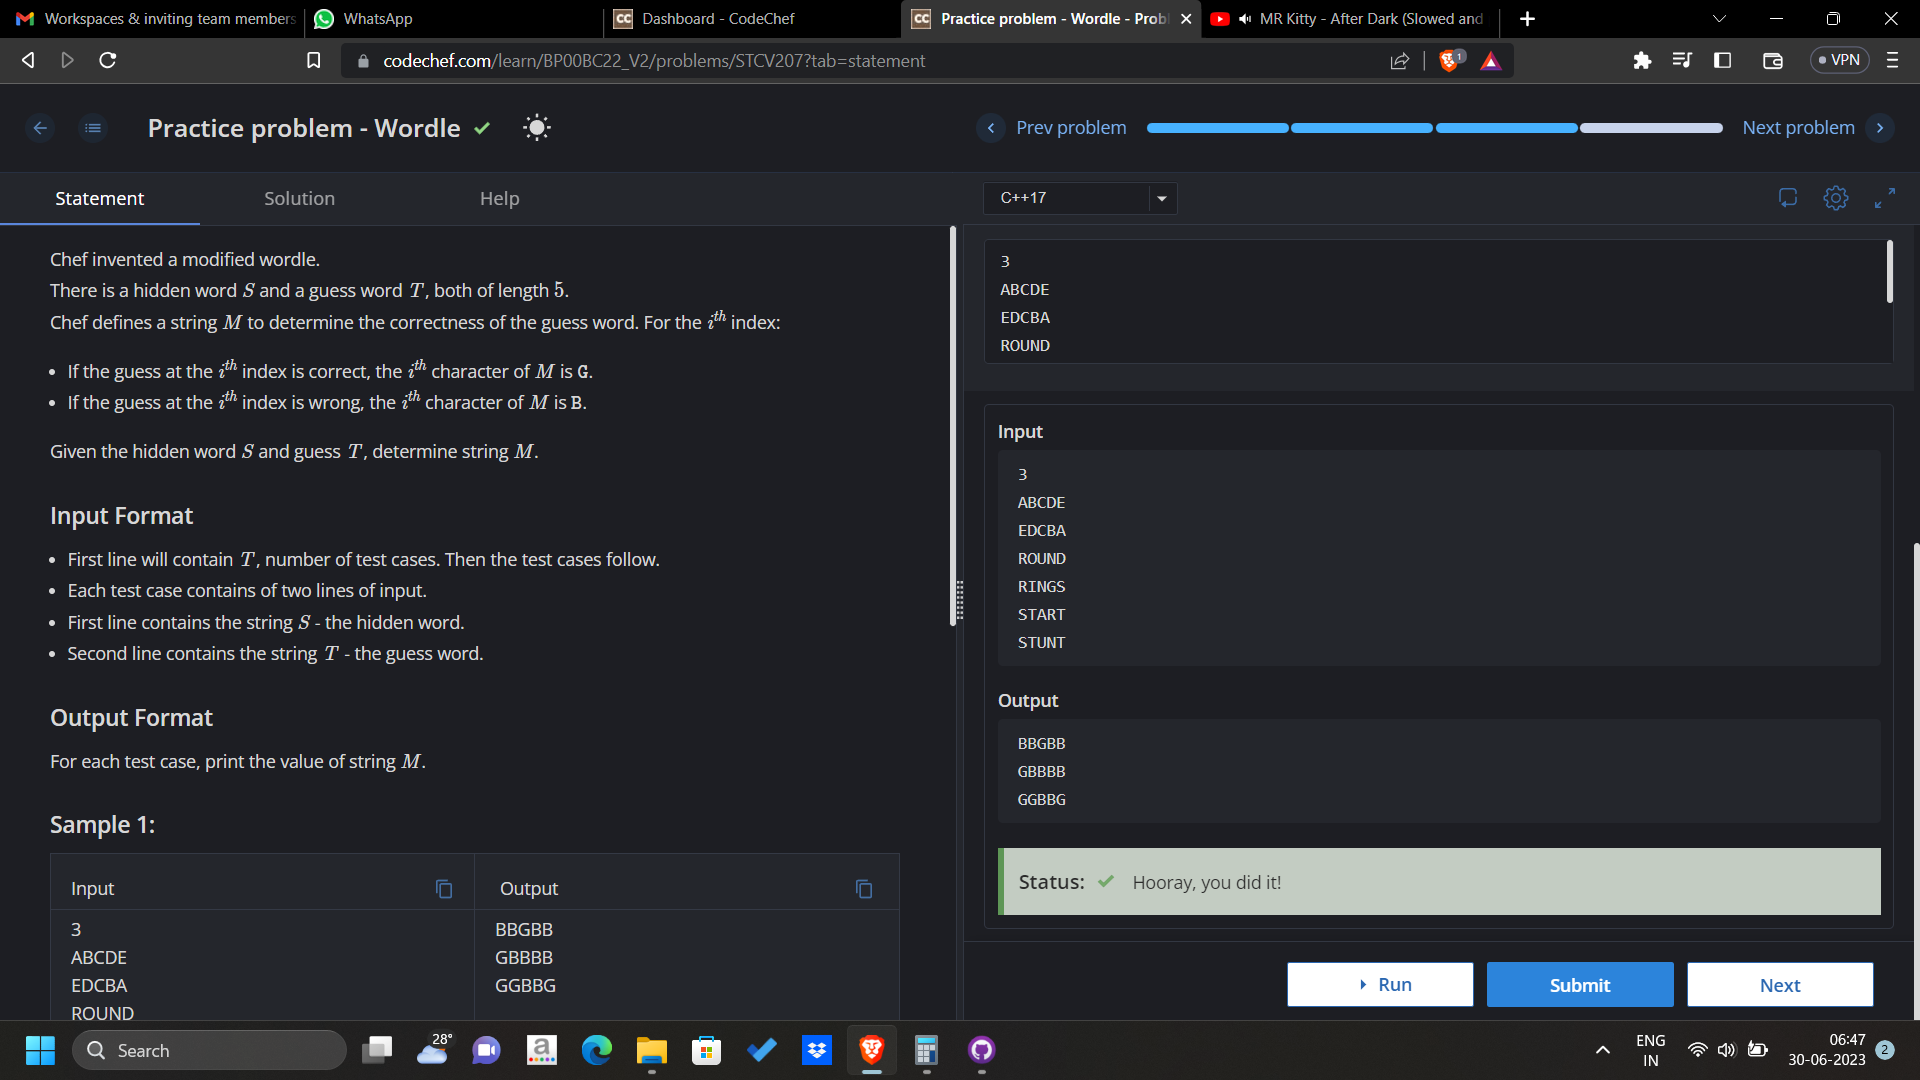 Workspaces & inviting team members
WhatsApp
CC Dashboard - CodeChef
CC Practice problem - Wordle - Probl
MR Kitty - After Dark (Slowed and
codechef.com/learn/BP00BC22_V2/problems/STCV207?tab=statement
1
VPN
Practice problem - Wordle
Prev problem
Next problem
Statement
Solution
Help
C++17
Chef invented a modified wordle.
There is a hidden word S and a guess word T, both of length 5.
Chef defines a string M to determine the correctness of the guess word. For the i^th index:
• If the guess at the i^th index is correct, the i^th character of M is G.
• If the guess at the i^th index is wrong, the i^th character of M is B.
Given the hidden word S and guess T, determine string M.
Input Format
• First line will contain T, number of test cases. Then the test cases follow.
• Each test case contains of two lines of input.
• First line contains the string S - the hidden word.
• Second line contains the string T - the guess word.
Output Format
For each test case, print the value of string M.
Sample 1:
Input
Output
3
ABCDE
EDCBA
ROUND
BBGBB
GBBBB
GGBBG
3
ABCDE
EDCBA
ROUND
Input
3
ABCDE
EDCBA
ROUND
RINGS
START
STUNT
Output
BBGBB
GBBBB
GGBBG
Status: Hooray, you did it!
Run
Submit
Next
Search
28°
a
ENG
IN
06:47
30-06-2023
2